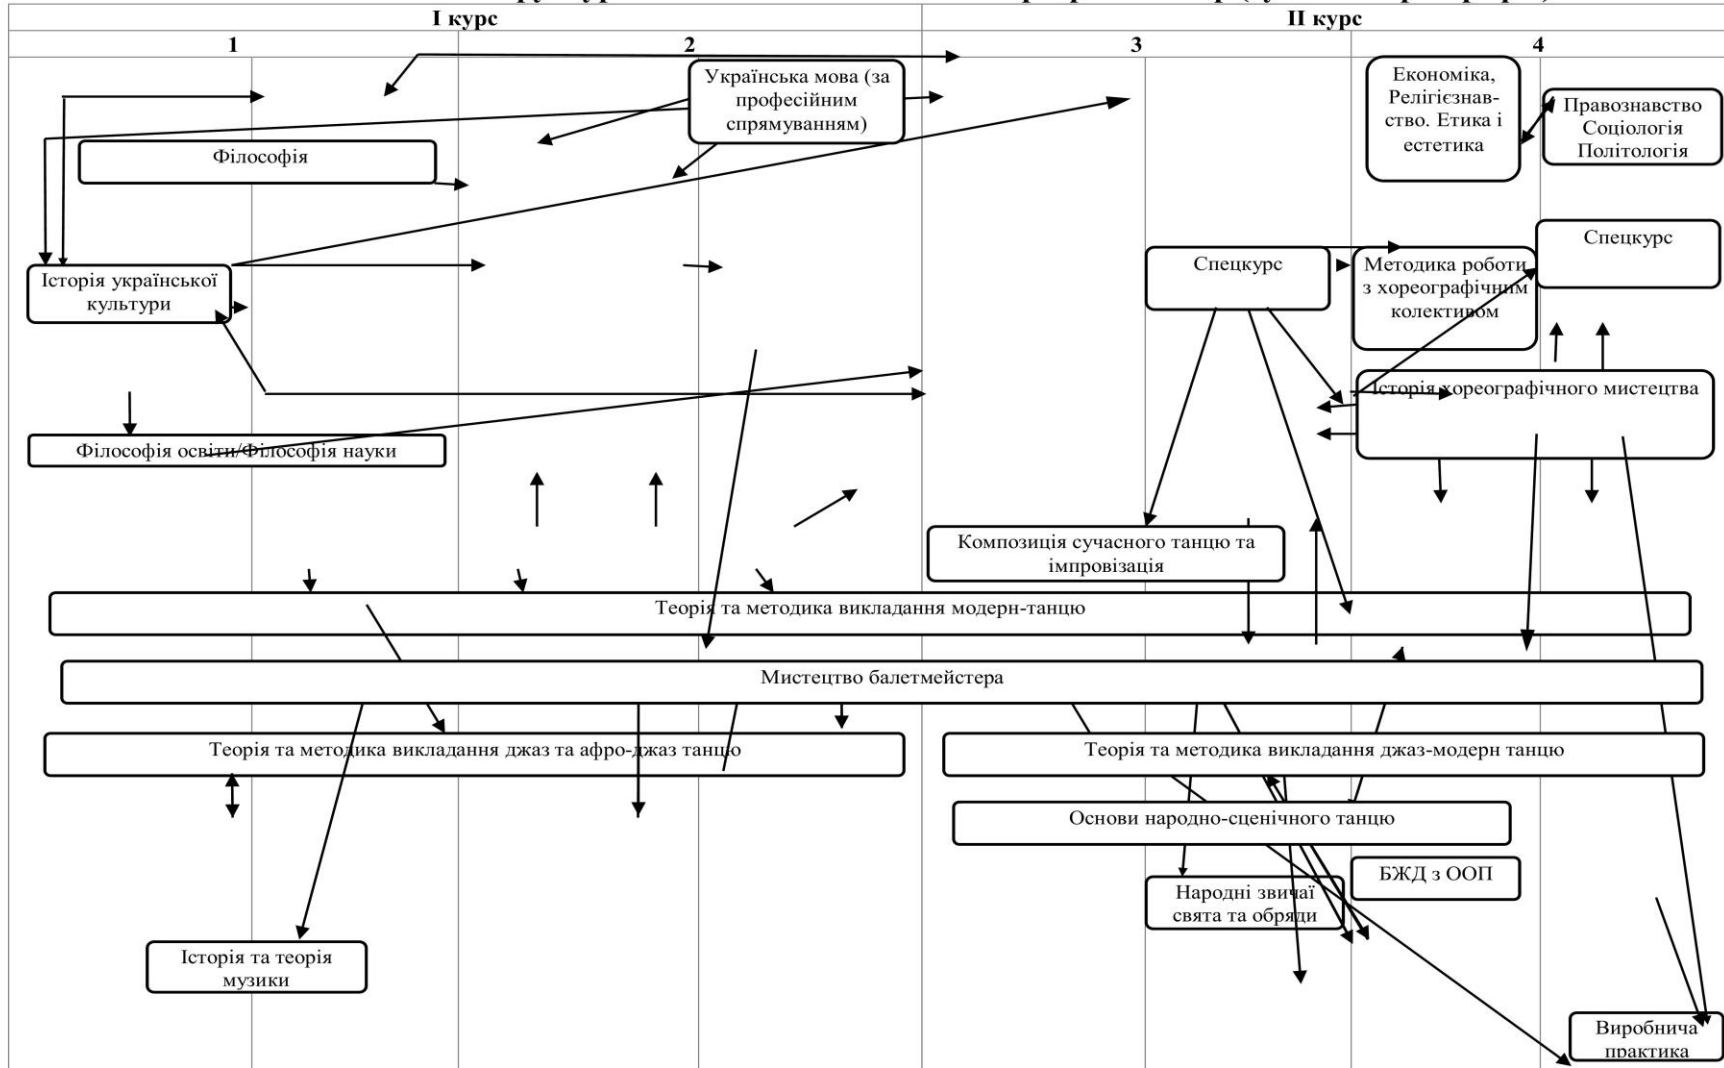 І курс
ІІ курс
1
2
3
4
Українська мова (за
професійним
спрямуванням)
Економіка,
Релігієзнав-
ство. Етика і
естетика
Правознавство
Соціологія
Політологія
Філософія
Історія української
культури
Спецкурс
Методика роботи
з хореографічним
колективом
Спецкурс
Історія хореографічного мистецтва
Філософія освіти/Філософія науки
Композиція сучасного танцю та
імпровізація
Теорія та методика викладання модерн-танцю
Мистецтво балетмейстера
Теорія та методика викладання джаз та афро-джаз танцю
Теорія та методика викладання джаз-модерн танцю
Основи народно-сценічного танцю
БЖД з ООП
Народні звичаї
свята та обряди
Історія та теорія
музики
Виробнича
практика